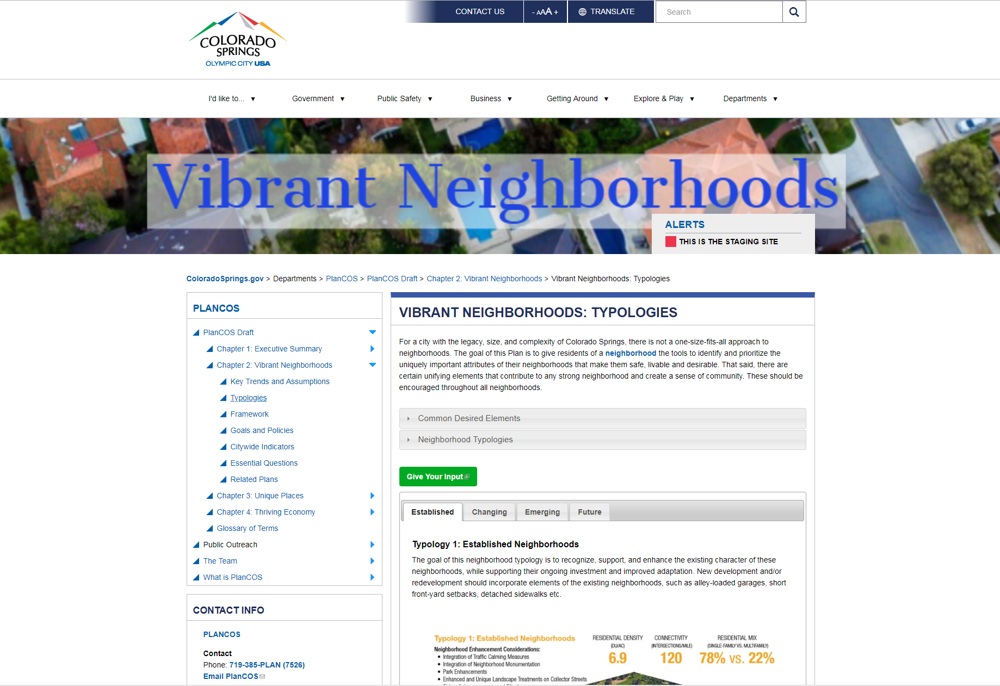 COLORADO
SPRINGS
OLYMPIC CITY USA
CONTACT US
- AAA +
TRANSLATE
Search
I'd like to... ▼
Government ▼
Public Safety ▼
Business ▼
Getting Around ▼
Explore & Play ▼
Departments ▼
Vibrant Neighborhoods
ALERTS
THIS IS THE STAGING SITE
ColoradoSprings.gov > Departments > PlanCOS > PlanCOS Draft > Chapter 2: Vibrant Neighborhoods > Vibrant Neighborhoods: Typologies
PLANCOS
PlanCOS Draft
Chapter 1: Executive Summary
Chapter 2: Vibrant Neighborhoods
Key Trends and Assumptions
Typologies
Framework
Goals and Policies
Citywide Indicators
Essential Questions
Related Plans
Chapter 3: Unique Places
Chapter 4: Thriving Economy
Glossary of Terms
Public Outreach
The Team
What is PlanCOS
CONTACT INFO
PLANCOS
Contact
Phone: 719-385-PLAN (7526)
Email PlanCOS
VIBRANT NEIGHBORHOODS: TYPOLOGIES
For a city with the legacy, size, and complexity of Colorado Springs, there is not a one-size-fits-all approach to
neighborhoods. The goal of this Plan is to give residents of a neighborhood the tools to identify and prioritize the
uniquely important attributes of their neighborhoods that make them safe, livable and desirable. That said, there are
certain unifying elements that contribute to any strong neighborhood and create a sense of community. These should be
encouraged throughout all neighborhoods.
Common Desired Elements
Neighborhood Typologies
Give Your Input
Established
Changing
Emerging
Future
Typology 1: Established Neighborhoods
The goal of this neighborhood typology is to recognize, support, and enhance the existing character of these
neighborhoods, while supporting their ongoing investment and improved adaptation. New development and/or
redevelopment should incorporate elements of the existing neighborhoods, such as alley-loaded garages, short
front-yard setbacks, detached sidewalks etc.
Typology 1: Established Neighborhoods
Neighborhood Enhancement Considerations:
• Integration of Traffic Calming Measures
• Integration of Neighborhood Monumentation
• Park Enhancements
• Enhanced and Unique Landscape Treatments on Collector Streets
RESIDENTIAL DENSITY
(DU/AC)
6.9
CONNECTIVITY
(INTERSECTIONS/MILE)
120
RESIDENTIAL MIX
(SINGLE-FAMILY VS. MULTIFAMILY)
78% VS. 22%